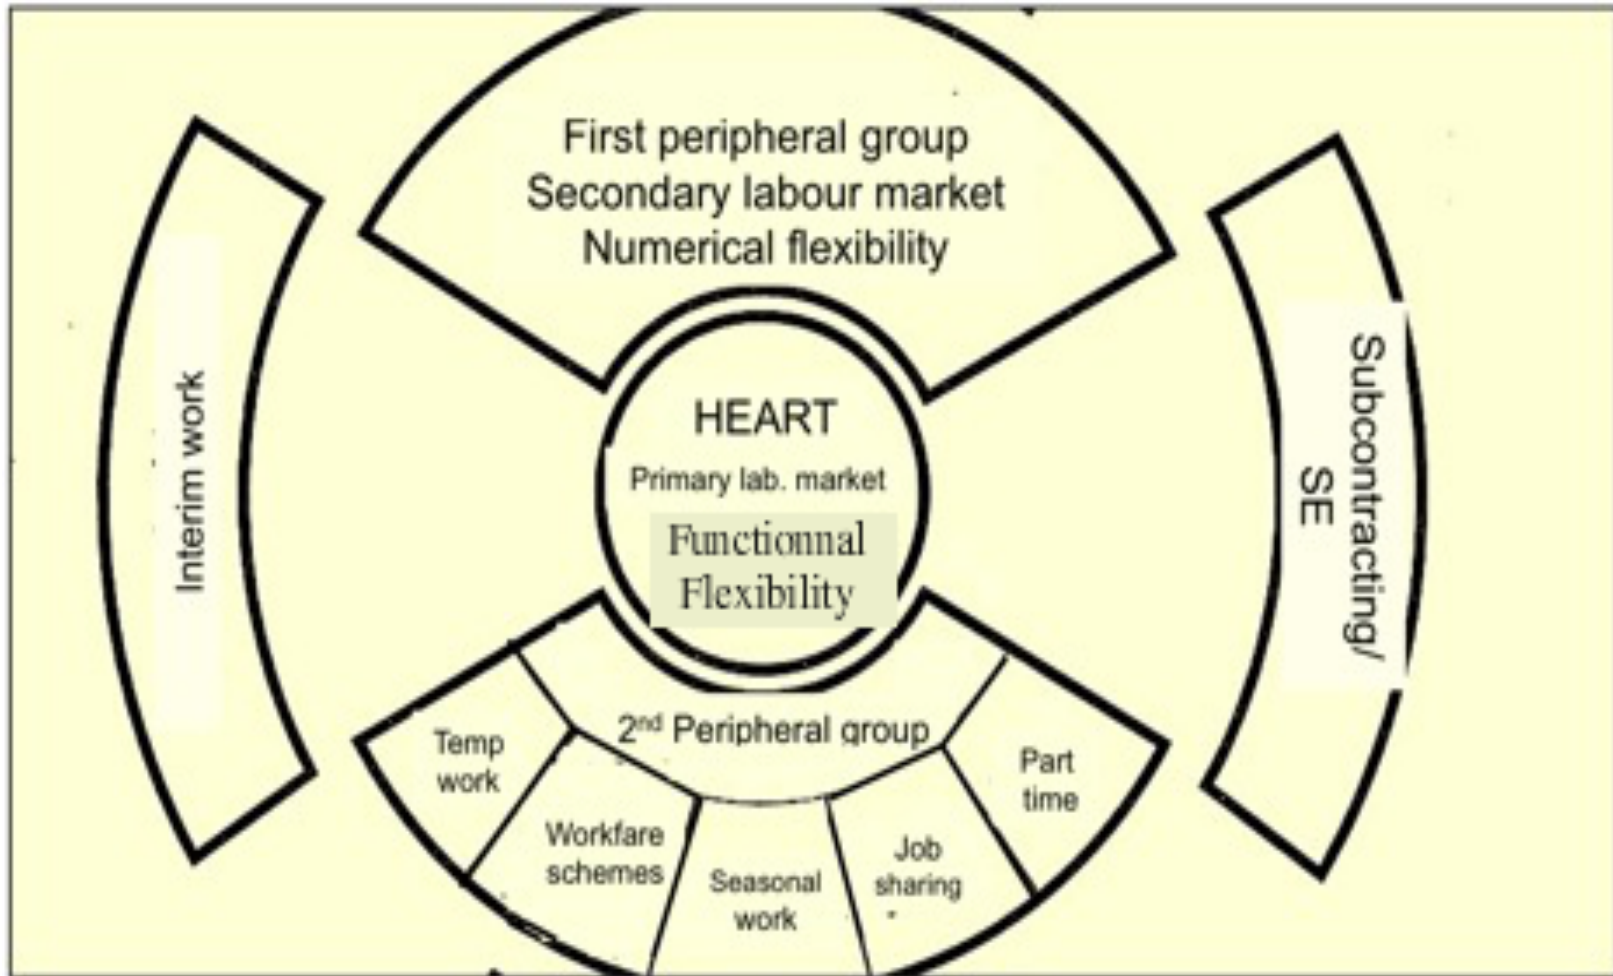 First peripheral group
Secondary labour market
Numerical flexibility
Interim work
HEART
Primary lab. market
Functionnal
Flexibility
Subcontracting/
SE
2nd Peripheral group
Temp
work
Workfare
schemes
Seasonal
work
Job
sharing
Part
time